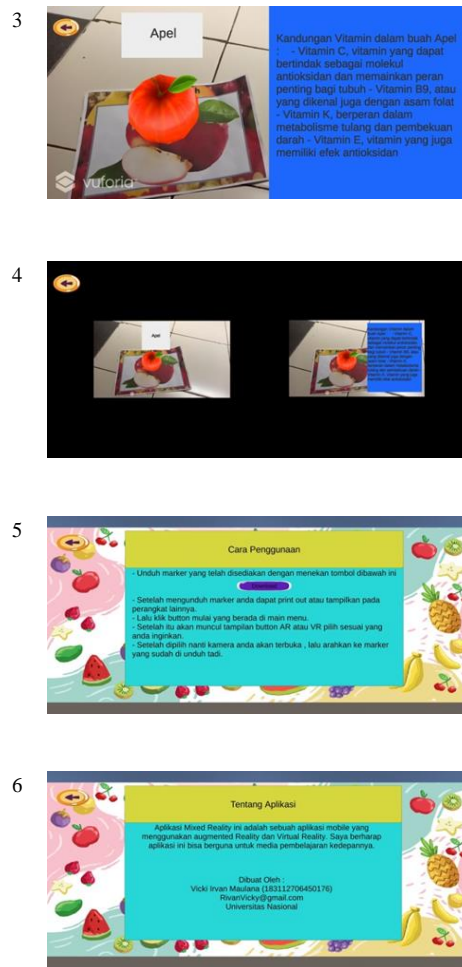 3
Apel
Kandungan Vitamin dalam buah Apel
: - Vitamin C, vitamin yang dapat
bertindak sebagai molekul
antioksidan dan memainkan peran
penting bagi tubuh - Vitamin B9, atau
yang dikenal juga dengan asam folat
- Vitamin K, berperan dalam
metabolisme tulang dan pembekuan
darah - Vitamin E, vitamin yang juga
memiliki efek antioksidan
vuforia
4
Apel
5
Cara Penggunaan
- Unduh marker yang telah disediakan dengan menekan tombol dibawah ini
Download
- Setelah mengunduh marker anda dapat print out atau tampilkan pada
perangkat lainnya.
- Lalu klik button mulai yang berada di main menu.
- Setelah itu akan muncul tampilan button AR atau VR pilih sesuai yang
anda inginkan.
- Setelah dipilih nanti kamera anda akan terbuka , lalu arahkan ke marker
yang sudah di unduh tadi.
6
Tentang Aplikasi
Aplikasi Mixed Reality ini adalah sebuah aplikasi mobile yang
menggunakan augmented Reality dan Virtual Reality. Saya berharap
aplikasi ini bisa berguna untuk media pembelajaran kedepannya.
Dibuat Oleh :
Vicki Irvan Maulana (183112706450176)
RivanVicky@gmail.com
Universitas Nasional